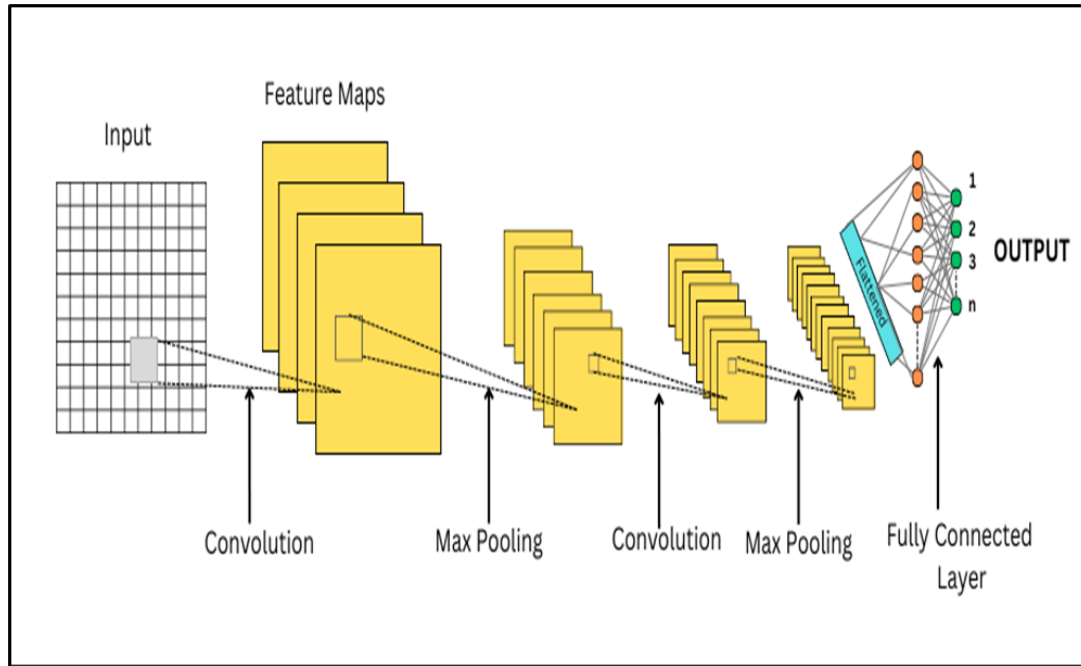 Feature Maps
Input
Flattened
1
2
3
n
OUTPUT
Convolution
Max Pooling
Convolution
Max Pooling
Fully Connected
Layer